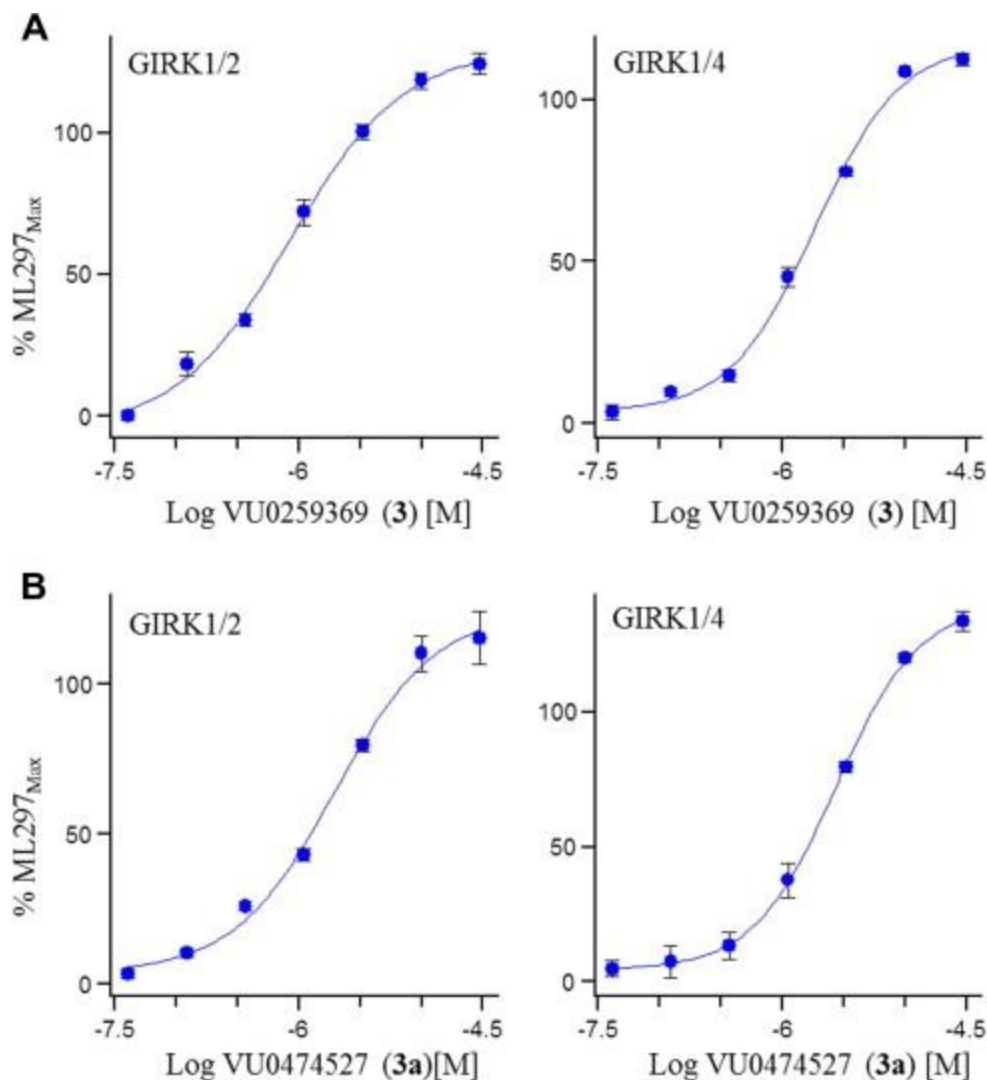 A
GIRK1/2
GIRK1/4
% ML297Max
100
50
0
-7.5 -6 -4.5
Log VU0259369 (3) [M]
100
50
0
-7.5 -6 -4.5
Log VU0259369 (3) [M]
B
GIRK1/2
GIRK1/4
% ML297Max
100
50
0
-7.5 -6 -4.5
Log VU0474527 (3a)[M]
100
50
0
-7.5 -6 -4.5
Log VU0474527 (3a) [M]